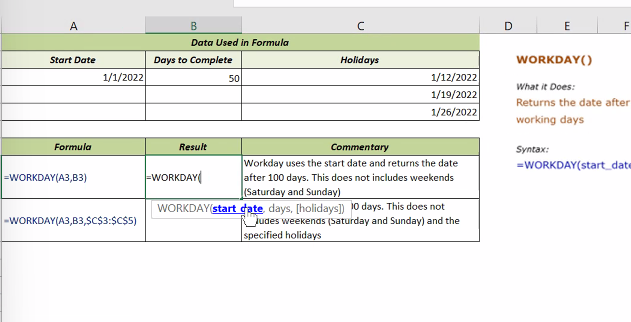 A B C D E F
Data Used in Formula
Start Date Days to Complete Holidays
1/1/2022 50 1/12/2022
1/19/2022
1/26/2022
Formula Result Commentary
=WORKDAY(A3,B3) =WORKDAY(
Workday uses the start date and returns the date
after 100 days. This does not includes weekends
(Saturday and Sunday)
=WORKDAY(A3,B3,$C$3:$C$5)
WORKDAY(start_date, days, [holidays])
00 days. This does not
includes weekends (Saturday and Sunday) and the
specified holidays
WORKDAY()
What it Does:
Returns the date after
working days
Syntax:
=WORKDAY(start_date